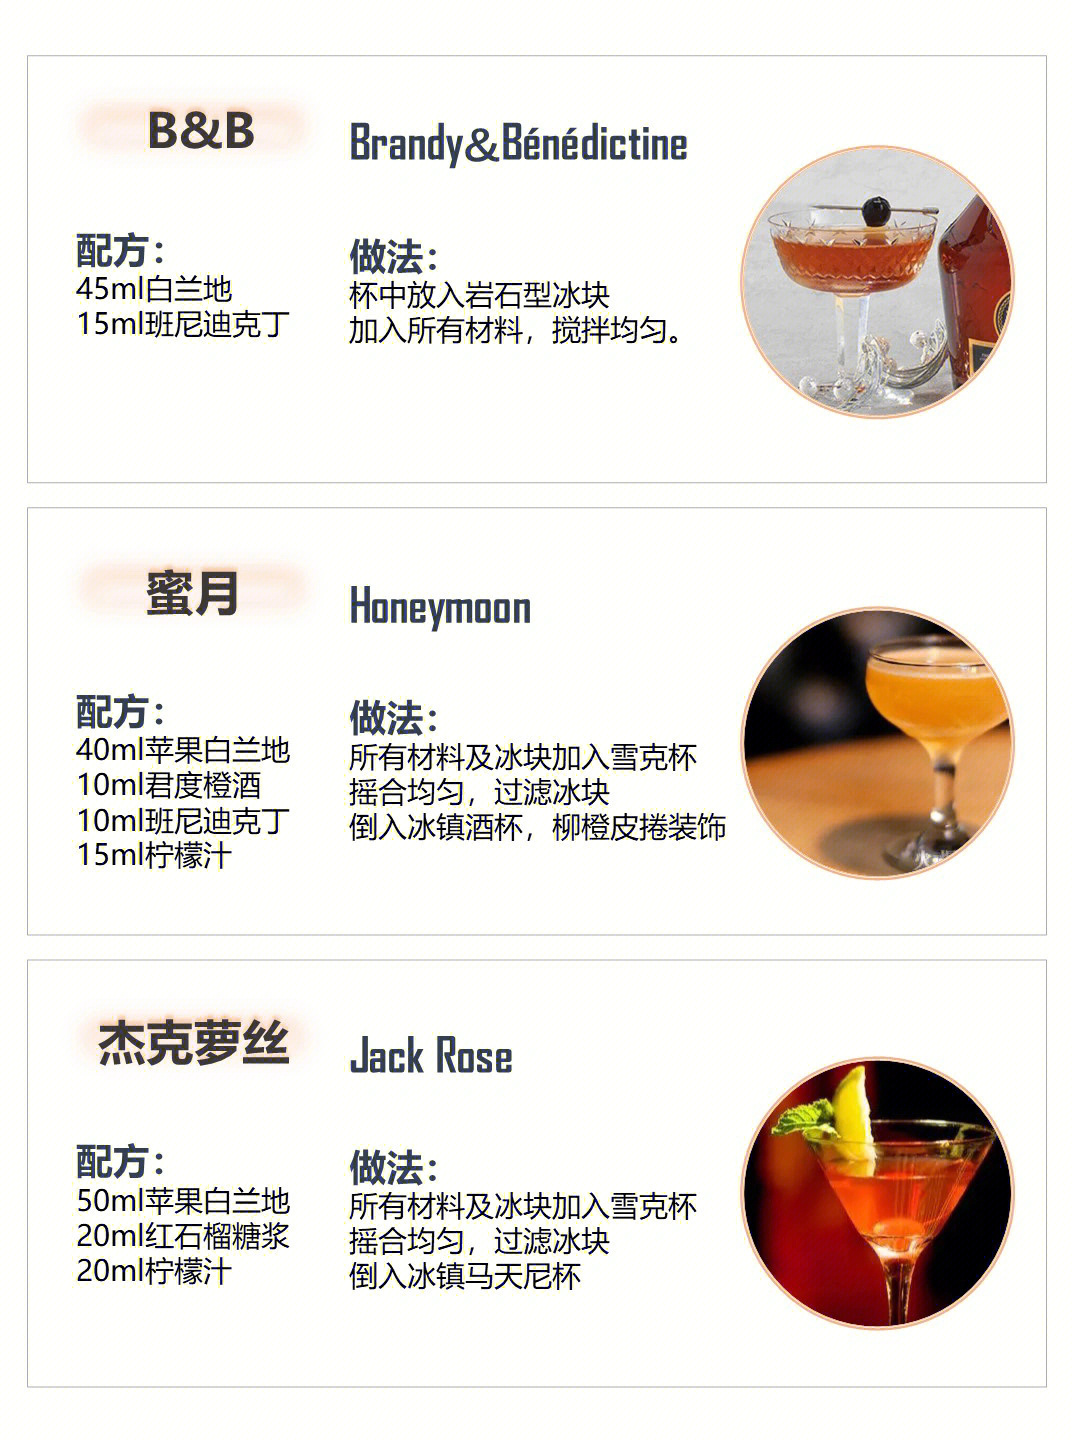 B&B
Brandy&Bénédictine
配方：
45ml白兰地
15ml班尼迪克丁
做法：
杯中放入岩石型冰块
加入所有材料，搅拌均匀。
蜜月
Honeymoon
配方：
40ml苹果白兰地
10ml君度橙酒
10ml班尼迪克丁
15ml柠檬汁
做法：
所有材料及冰块加入雪克杯
摇合均匀，过滤冰块
倒入冰镇酒杯，柳橙皮捲装饰
杰克萝丝
Jack Rose
配方：
50ml苹果白兰地
20ml红石榴糖浆
20ml柠檬汁
做法：
所有材料及冰块加入雪克杯
摇合均匀，过滤冰块
倒入冰镇马天尼杯